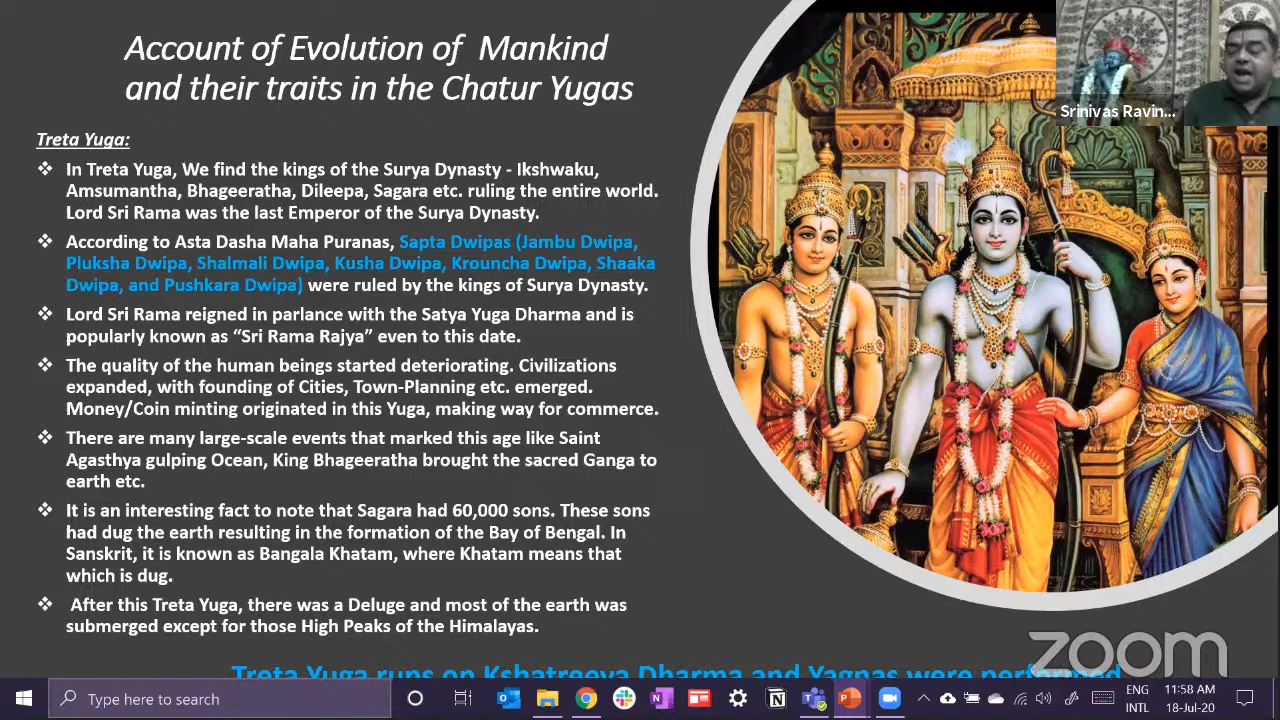 Account of Evolution of Mankind
and their traits in the Chatur Yugas
Srinivas Ravin...
Treta Yuga:
❖ In Treta Yuga, We find the kings of the Surya Dynasty - Ikshwaku,
Amsumantha, Bhageeratha, Dileepa, Sagara etc. ruling the entire world.
Lord Sri Rama was the last Emperor of the Surya Dynasty.
❖ According to Asta Dasha Maha Puranas, Sapta Dwipas (Jambu Dwipa,
Pluksha Dwipa, Shalmali Dwipa, Kusha Dwipa, Krouncha Dwipa, Shaaka
Dwipa, and Pushkara Dwipa) were ruled by the kings of Surya Dynasty.
❖ Lord Sri Rama reigned in parlance with the Satya Yuga Dharma and is
popularly known as “Sri Rama Rajya” even to this date.
❖ The quality of the human beings started deteriorating. Civilizations
expanded, with founding of Cities, Town-Planning etc. emerged.
Money/Coin minting originated in this Yuga, making way for commerce.
❖ There are many large-scale events that marked this age like Saint
Agasthya gulping Ocean, King Bhageeratha brought the sacred Ganga to
earth etc.
❖ It is an interesting fact to note that Sagara had 60,000 sons. These sons
had dug the earth resulting in the formation of the Bay of Bengal. In
Sanskrit, it is known as Bangala Khatam, where Khatam means that
which is dug.
❖ After this Treta Yuga, there was a Deluge and most of the earth was
submerged except for those High Peaks of the Himalayas.
Treta Yuga runs on Kshatreeya Dharma and Yagnas were performed
zoom
Type here to search
ENG
INTL
11:58 AM
18-Jul-20